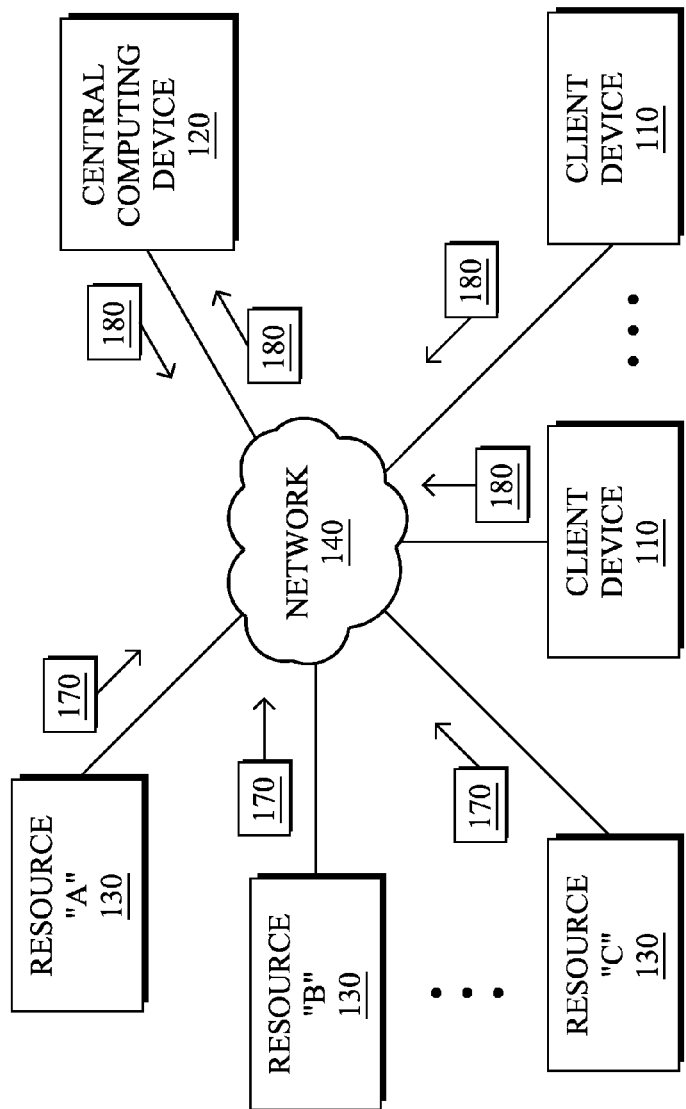 RESOURCE
"A"
130
170
CENTRAL
COMPUTING
DEVICE
120
180
180
RESOURCE
"B"
130
170
NETWORK
140
170
180
180
RESOURCE
"C"
130
CLIENT
DEVICE
110
CLIENT
DEVICE
110